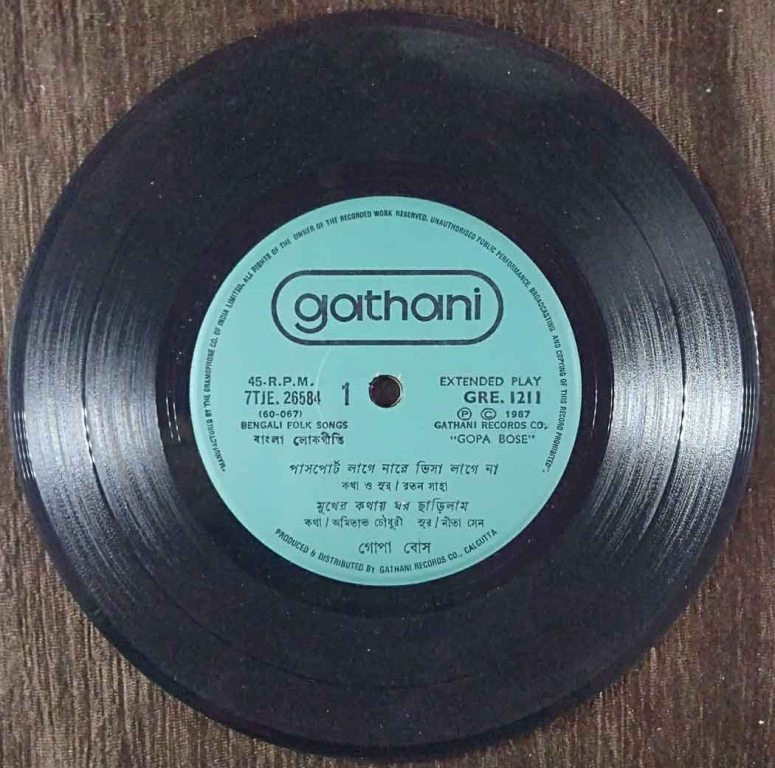 "MANUFACTURED BY THE GRAMOPHONE CO. OF INDIA LIMITED. ALL RIGHTS OF THE OWNER OF THE RECORDED WORK RESERVED. UNAUTHORISED PUBLIC PERFORMANCE, BROADCASTING AND COPYING OF THIS RECORD PROHIBITED".
gathani
45-R.P.M.
7TJE. 26584
1
EXTENDED PLAY
GRE. 1211
(60-067)
Ⓟ © 1987
BENGALI FOLK SONGS
GATHANI RECORDS CO.
বাংলা লোকগীতি
"GOPA BOSE"
পাসপোর্ট লাগে নারে ভিসা লাগে না
কথা ও সুর / রতন সাহা
মুখের কথায় ঘর ছাড়িলাম
কথা / অমিতাভ চৌধুরী সুর / নীতা সেন
গোপা বোস
PRODUCED & DISTRIBUTED BY GATHANI RECORDS CO., CALCUTTA